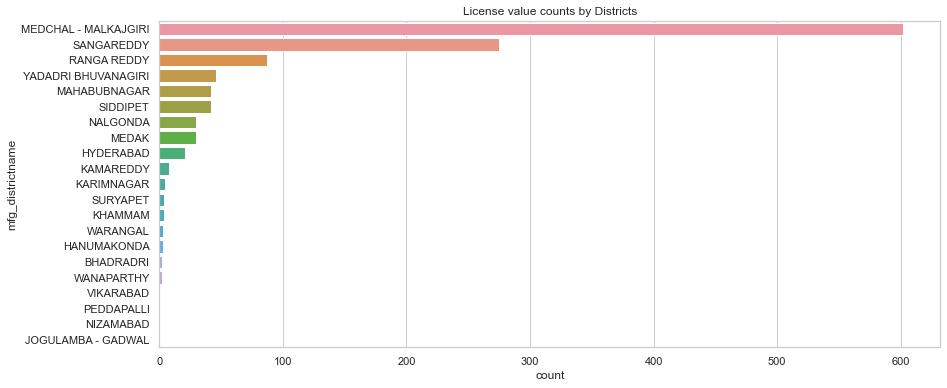 License value counts by Districts
MEDCHAL - MALKAJGIRI
SANGAREDDY
RANGA REDDY
YADADRI BHUVANAGIRI
MAHABUBNAGAR
SIDDIPET
NALGONDA
MEDAK
HYDERABAD
KAMAREDDY
KARIMNAGAR
SURYAPET
KHAMMAM
WARANGAL
HANUMAKONDA
BHADRADRI
WANAPARTHY
VIKARABAD
PEDDAPALLI
NIZAMABAD
JOGULAMBA - GADWAL
mfg_districtname
0 100 200 300 400 500 600
count